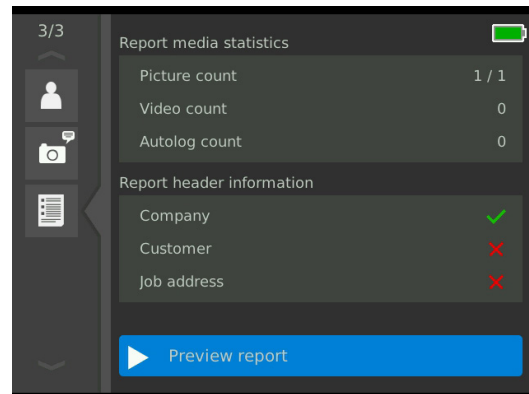 3/3
Report media statistics
Picture count 1 / 1
Video count 0
Autolog count 0
Report header information
Company
Customer
Job address
Preview report